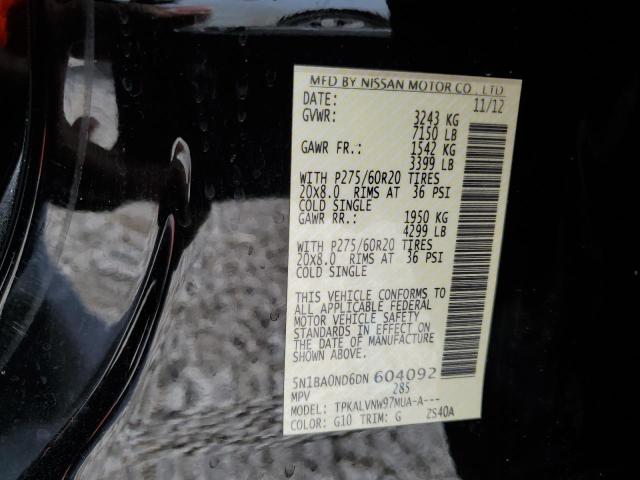 MFD BY NISSAN MOTOR CO., LTD
DATE: 11/12
GVWR: 3243 KG
7150 LB
GAWR FR.: 1542 KG
3399 LB
WITH P275/60R20 TIRES
20X8.0 RIMS AT 36 PSI
COLD SINGLE
GAWR RR.: 1950 KG
4299 LB
WITH P275/60R20 TIRES
20X8.0 RIMS AT 36 PSI
COLD SINGLE
THIS VEHICLE CONFORMS TO
ALL APPLICABLE FEDERAL
MOTOR VEHICLE SAFETY
STANDARDS IN EFFECT ON
THE DATE OF MANUFACTURE
SHOWN ABOVE.
5N1BA0ND6DN 604092
MPV 285
MODEL: TPKALVNW97MUA-A---
COLOR: G10 TRIM: G ZS40A